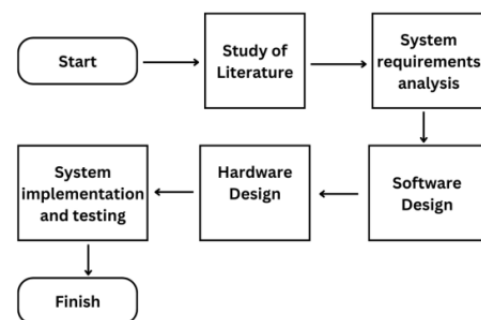 Start
Study of
Literature
System
requirements
analysis
Software
Design
Hardware
Design
System
implementation
and testing
Finish